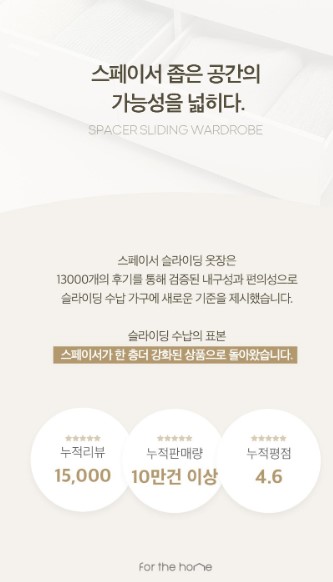 스페이서 좁은 공간의
가능성을 넓히다.
SPACER SLIDING WARDROBE
스페이서 슬라이딩 옷장은
13000개의 후기를 통해 검증된 내구성과 편의성으로
슬라이딩 수납 가구에 새로운 기준을 제시했습니다.
슬라이딩 수납의 표본
스페이서가 한 층더 강화된 상품으로 돌아왔습니다.
누적리뷰
15,000
누적판매량
10만건 이상
누적평점
4.6
for the home